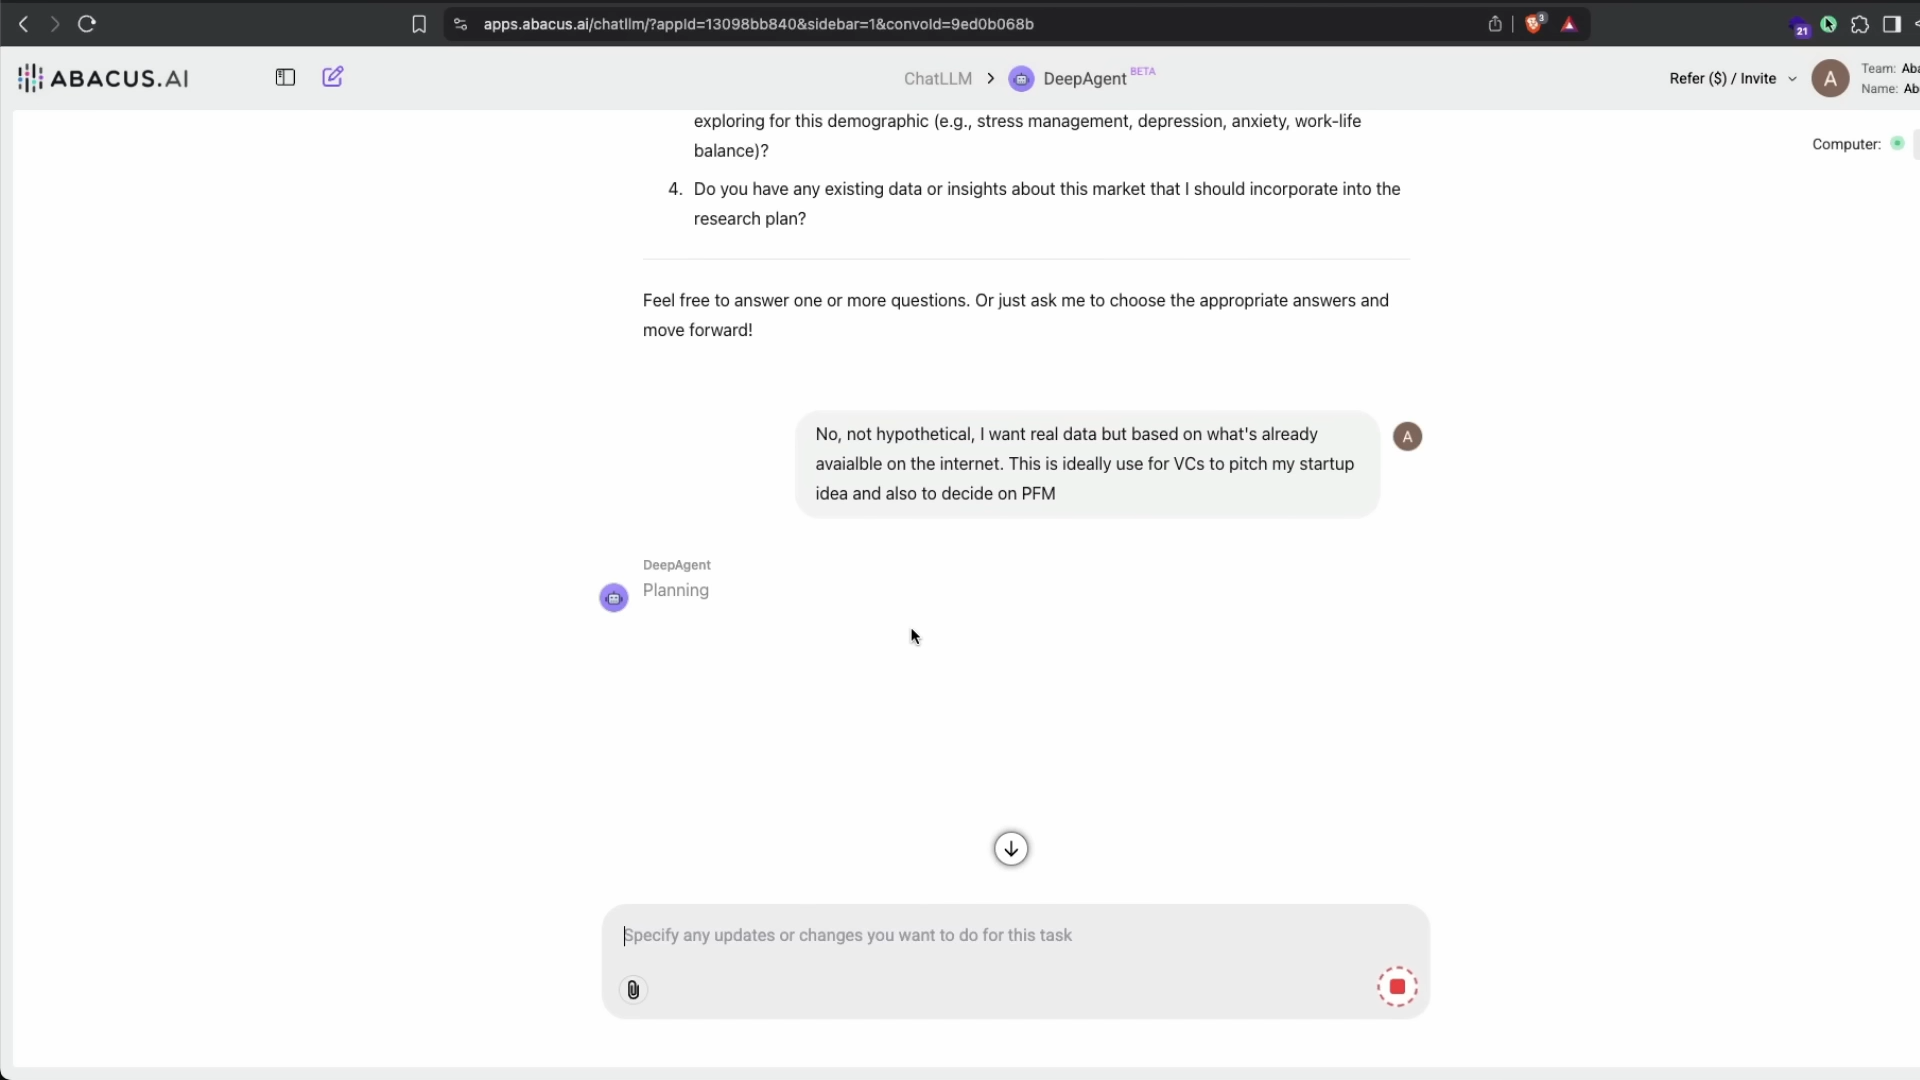 apps.abacus.ai/chatllm/?appId=13098bb840&sidebar=1&convoId=9ed0b068b
3
21
ABACUS.AI
ChatLLM > DeepAgent BETA
Refer ($) / Invite
A
Team: Aba
Name: Ab
Computer:
exploring for this demographic (e.g., stress management, depression, anxiety, work-life
balance)?
4. Do you have any existing data or insights about this market that I should incorporate into the
research plan?
Feel free to answer one or more questions. Or just ask me to choose the appropriate answers and
move forward!
No, not hypothetical, I want real data but based on what's already
avaialble on the internet. This is ideally use for VCs to pitch my startup
idea and also to decide on PFM
A
DeepAgent
Planning
Specify any updates or changes you want to do for this task